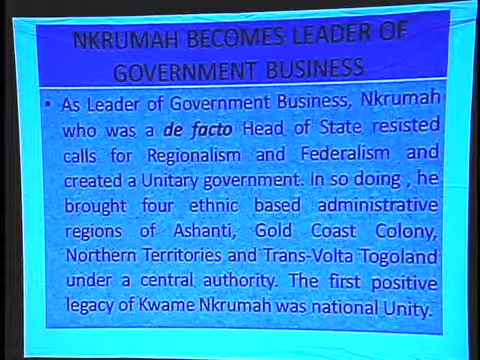 NKRUMAH BECOMES LEADER OF
GOVERNMENT BUSINESS
• As Leader of Government Business, Nkrumah
who was a de facto Head of State resisted
calls for Regionalism and Federalism and
created a Unitary government. In so doing , he
brought four ethnic based administrative
regions of Ashanti, Gold Coast Colony,
Northern Territories and Trans-Volta Togoland
under a central authority. The first positive
legacy of Kwame Nkrumah was national Unity.